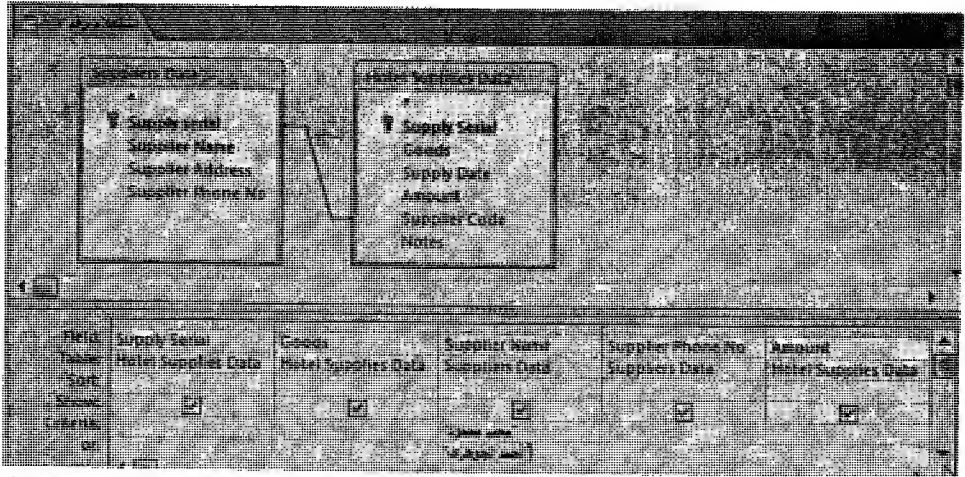 Suppliers Data
Supply serial
Supplier Name
Supplier Address
Supplier Phone No
Hotel Supplies Data
Supply Serial
Goods
Supply Date
Amount
Supplier Code
Notes
Field: Supply Serial Goods Supplier Name Supplier Phone No Amount
Table: Hotel Supplies Data Hotel Supplies Data Suppliers Data Suppliers Data Hotel Supplies Data
Sort:
Show:
Criteria:
or: